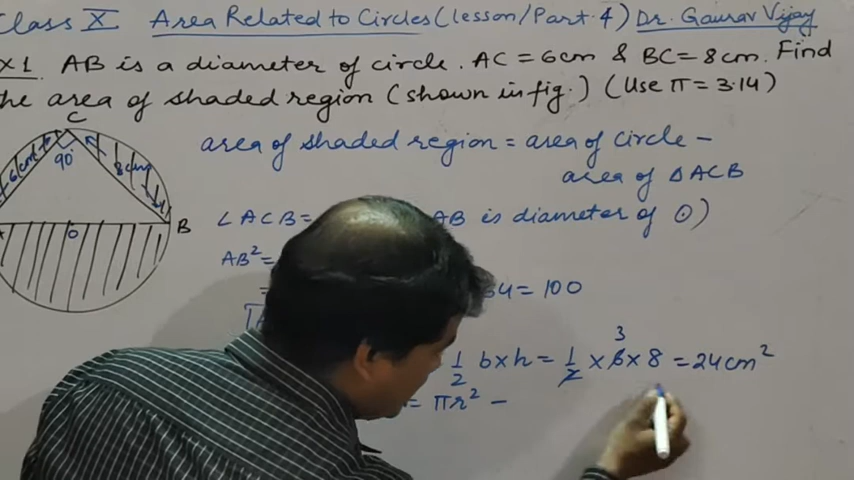 Class X Area Related to Circles (lesson/Part-4) Dr. Gaurav Vijay
X1. AB is a diameter of circle. AC = 6cm & BC = 8cm. Find
the area of shaded region (shown in fig.) (Use π = 3.14)
C
6cm
90°
8cm
O
B
area of shaded region = area of circle -
area of △ACB
∠ACB = AB is diameter of ⊙)
AB² =
= 64 = 100
1/2 b×h = 1/2 × 6 × 8 = 24cm²
3
= πr² -